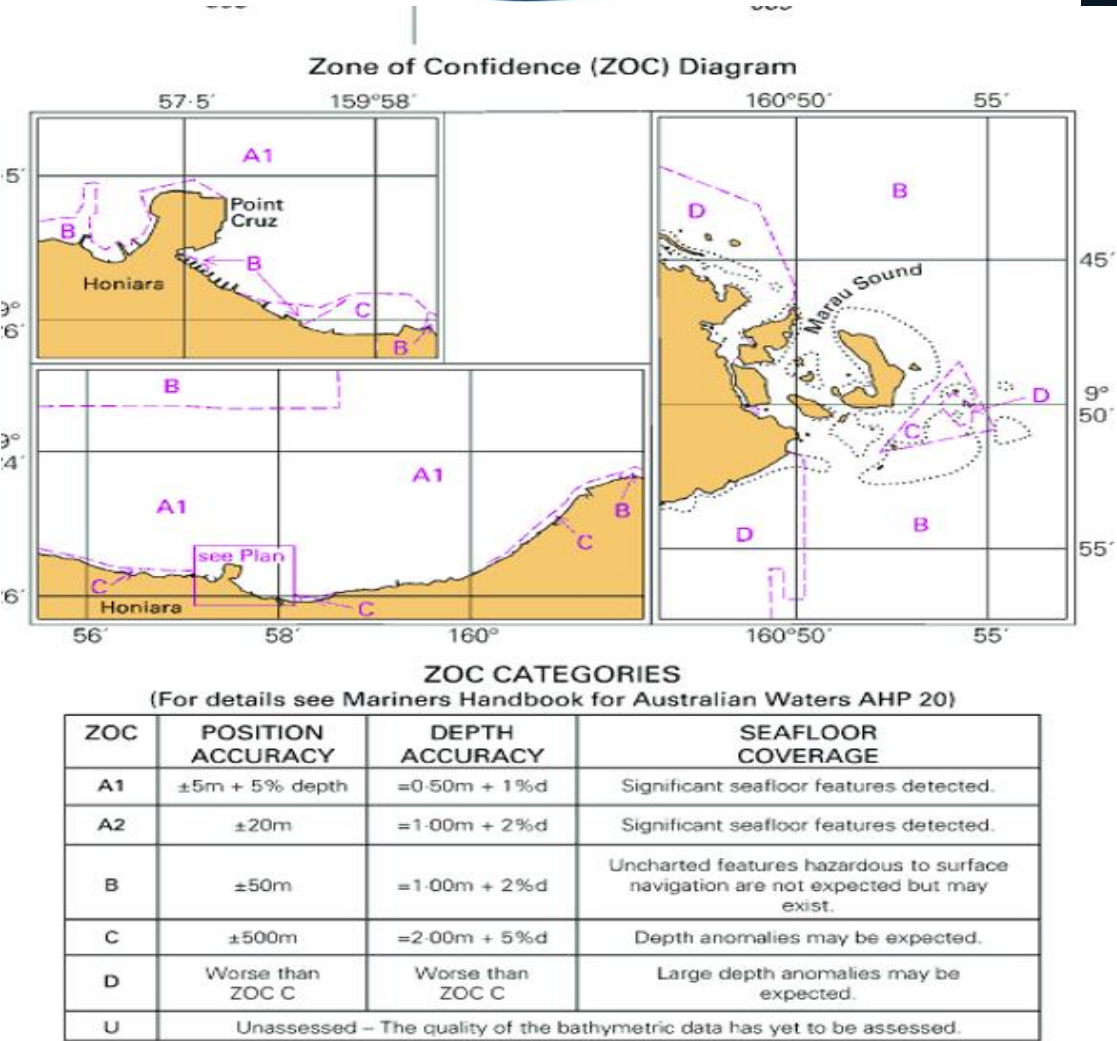 Zone of Confidence (ZOC) Diagram
57·5′
159°58′
A1
5′
Point
Cruz
B
B
Honiara
C
9°
6′
B
B
9°
4′
A1
A1
B
C
see Plan
C
6′
Honiara
C
56′
58′
160°
160°50′
55′
B
D
45′
Marau Sound
D
9°
50′
C
D
B
55′
160°50′
55′
ZOC CATEGORIES
(For details see Mariners Handbook for Australian Waters AHP 20)
ZOC
POSITION
ACCURACY
DEPTH
ACCURACY
SEAFLOOR
COVERAGE
A1
±5m + 5% depth
=0·50m + 1%d
Significant seafloor features detected.
A2
±20m
=1·00m + 2%d
Significant seafloor features detected.
B
±50m
=1·00m + 2%d
Uncharted features hazardous to surface
navigation are not expected but may
exist.
C
±500m
=2·00m + 5%d
Depth anomalies may be expected.
D
Worse than
ZOC C
Worse than
ZOC C
Large depth anomalies may be
expected.
U
Unassessed – The quality of the bathymetric data has yet to be assessed.